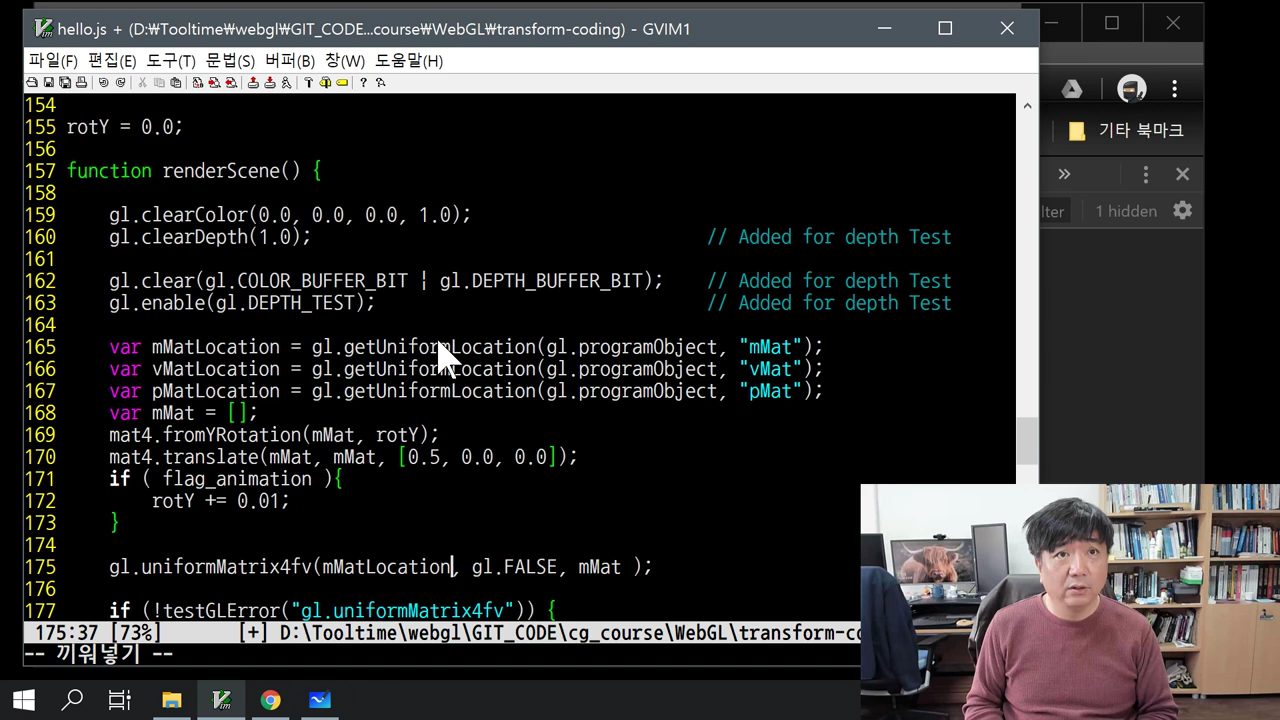 hello.js + (D:₩Tooltime₩webgl₩GIT_CODE...course₩WebGL₩transform-coding) - GVIM1
파일(F) 편집(E) 도구(T) 문법(S) 버퍼(B) 창(W) 도움말(H)
기타 북마크
lter 1 hidden
154
155 rotY = 0.0;
156
157 function renderScene() {
158
159 gl.clearColor(0.0, 0.0, 0.0, 1.0);
160 gl.clearDepth(1.0); // Added for depth Test
161
162 gl.clear(gl.COLOR_BUFFER_BIT | gl.DEPTH_BUFFER_BIT); // Added for depth Test
163 gl.enable(gl.DEPTH_TEST); // Added for depth Test
164
165 var mMatLocation = gl.getUniformLocation(gl.programObject, "mMat");
166 var vMatLocation = gl.getUniformLocation(gl.programObject, "vMat");
167 var pMatLocation = gl.getUniformLocation(gl.programObject, "pMat");
168 var mMat = [];
169 mat4.fromYRotation(mMat, rotY);
170 mat4.translate(mMat, mMat, [0.5, 0.0, 0.0]);
171 if ( flag_animation ){
172 rotY += 0.01;
173 }
174
175 gl.uniformMatrix4fv(mMatLocation, gl.FALSE, mMat );
176
177 if (!testGLError("gl.uniformMatrix4fv")) {
175:37 [73%] [+] D:\Tooltime\webgl\GIT_CODE\cg_course\WebGL\transform-co
-- 끼워넣기 --